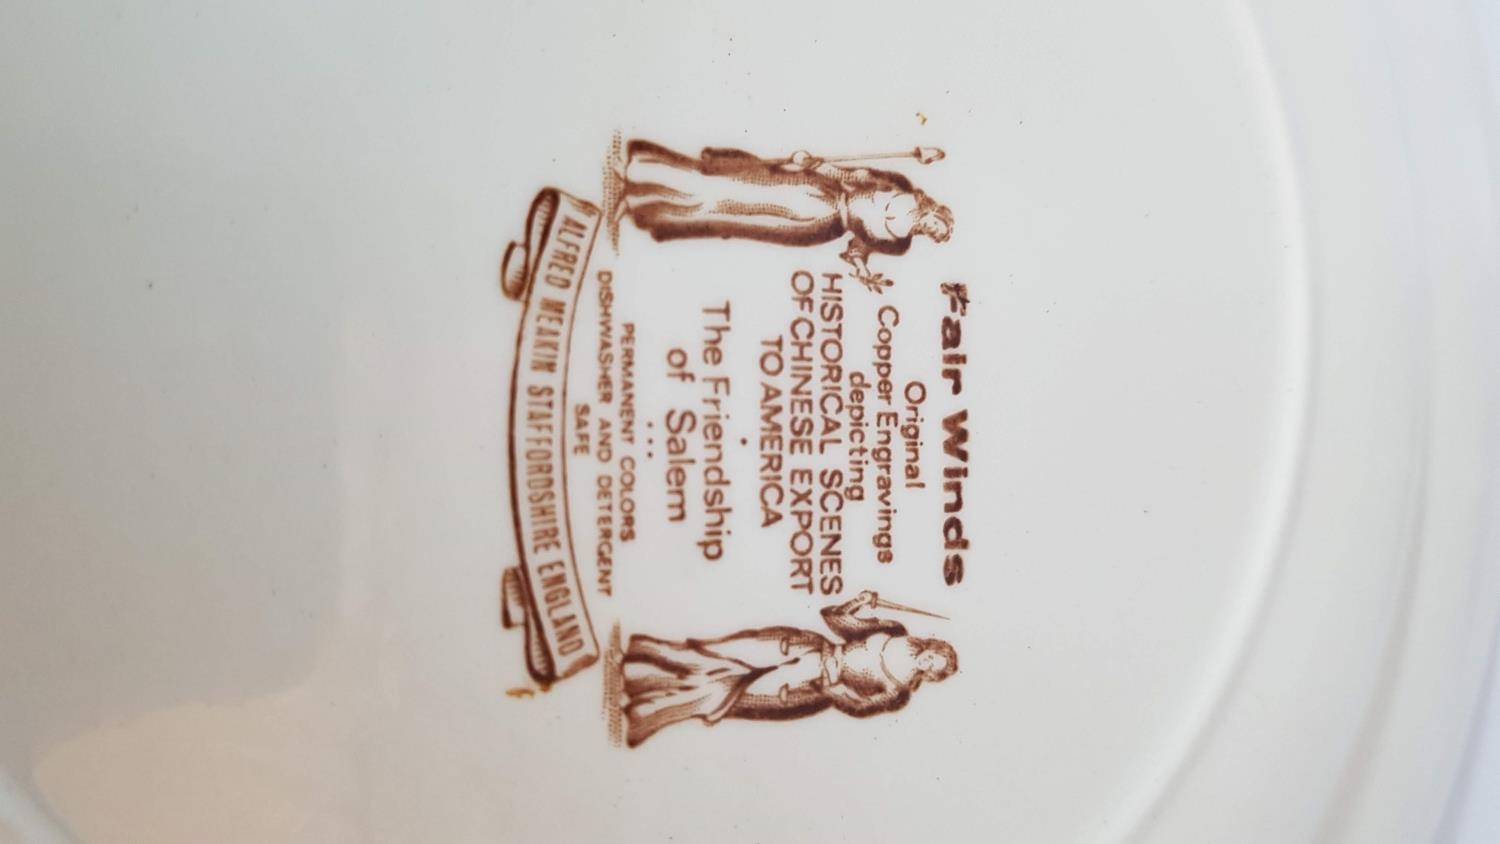 Fair Winds
Original
Copper Engravings
depicting
HISTORICAL SCENES
OF CHINESE EXPORT
TO AMERICA
The Friendship
of Salem
PERMANENT COLORS
DISHWASHER AND DETERGENT
SAFE
ALFRED MEAKIN STAFFORDSHIRE ENGLAND